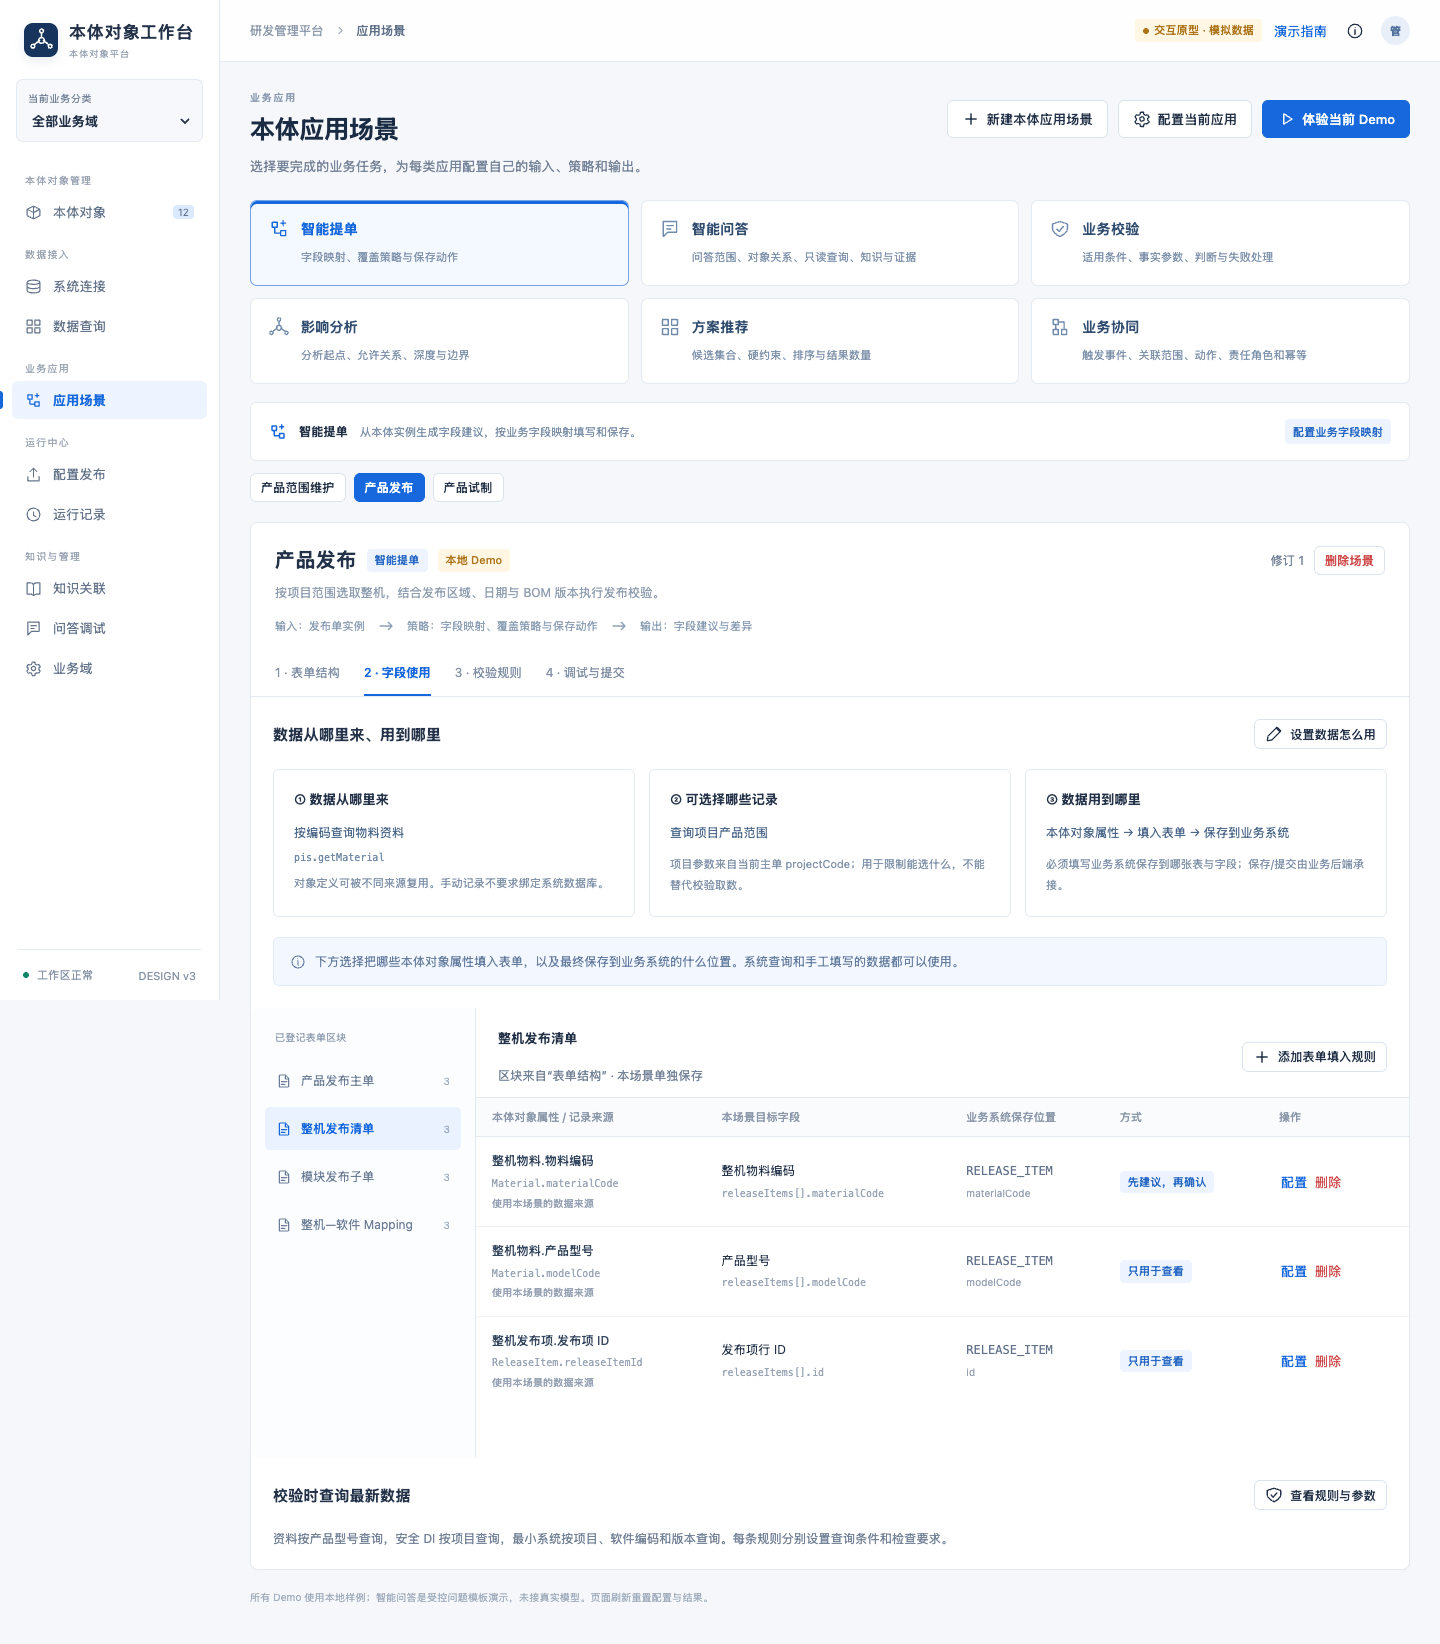 本体对象工作台
本体对象平台
当前业务分类
全部业务域
本体对象管理
本体对象 12
数据接入
系统连接
数据查询
业务应用
应用场景
运行中心
配置发布
运行记录
知识与管理
知识关联
问答调试
业务域
工作区正常 DESIGN v3
研发管理平台 应用场景
交互原型 · 模拟数据 演示指南 管
业务应用
本体应用场景
选择要完成的业务任务，为每类应用配置自己的输入、策略和输出。
新建本体应用场景 配置当前应用 体验当前 Demo
智能提单
字段映射、覆盖策略与保存动作
智能问答
问答范围、对象关系、只读查询、知识与证据
业务校验
适用条件、事实参数、判断与失败处理
影响分析
分析起点、允许关系、深度与边界
方案推荐
候选集合、硬约束、排序与结果数量
业务协同
触发事件、关联范围、动作、责任角色和幂等
智能提单 从本体实例生成字段建议，按业务字段映射填写和保存。 配置业务字段映射
产品范围维护 产品发布 产品试制
产品发布 智能提单 本地 Demo 修订 1 删除场景
按项目范围选取整机，结合发布区域、日期与 BOM 版本执行发布校验。
输入：发布单实例 → 策略：字段映射、覆盖策略与保存动作 → 输出：字段建议与差异
1 · 表单结构 2 · 字段使用 3 · 校验规则 4 · 调试与提交
数据从哪里来、用到哪里 设置数据怎么用
① 数据从哪里来
按编码查询物料资料
pis.getMaterial
对象定义可被不同来源复用。手动记录不要求绑定系统数据库。
② 可选择哪些记录
查询项目产品范围
项目参数来自当前主单 projectCode；用于限制能选什么，不能
替代校验取数。
③ 数据用到哪里
本体对象属性 → 填入表单 → 保存到业务系统
必须填写业务系统保存到哪张表与字段；保存/提交由业务后端承
接。
下方选择把哪些本体对象属性填入表单，以及最终保存到业务系统的什么位置。系统查询和手工填写的数据都可以使用。
已登记表单区块
产品发布主单 3
整机发布清单 3
模块发布子单 3
整机—软件 Mapping 3
整机发布清单
区块来自“表单结构” · 本场景单独保存
添加表单填入规则
本体对象属性 / 记录来源 本场景目标字段 业务系统保存位置 方式 操作
整机物料.物料编码
Material.materialCode
使用本场景的数据来源
整机物料编码
releaseItems[].materialCode
RELEASE_ITEM
materialCode
先建议，再确认
配置 删除
整机物料.产品型号
Material.modelCode
使用本场景的数据来源
产品型号
releaseItems[].modelCode
RELEASE_ITEM
modelCode
只用于查看
配置 删除
整机发布项.发布项 ID
ReleaseItem.releaseItemId
使用本场景的数据来源
发布项行 ID
releaseItems[].id
RELEASE_ITEM
id
只用于查看
配置 删除
校验时查询最新数据 查看规则与参数
资料按产品型号查询，安全 DI 按项目查询，最小系统按项目、软件编码和版本查询。每条规则分别设置查询条件和检查要求。
所有 Demo 使用本地样例；智能问答是受控问题模板演示，未接真实模型。页面刷新重置配置与结果。